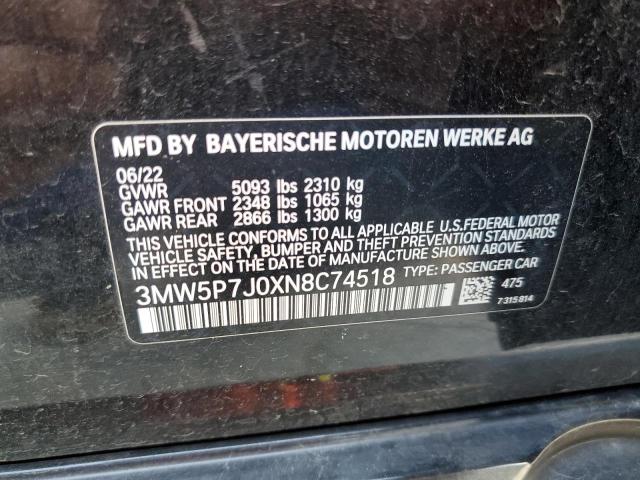 MFD BY BAYERISCHE MOTOREN WERKE AG
06/22
GVWR 5093 lbs 2310 kg
GAWR FRONT 2348 lbs 1065 kg
GAWR REAR 2866 lbs 1300 kg
THIS VEHICLE CONFORMS TO ALL APPLICABLE U.S.FEDERAL MOTOR
VEHICLE SAFETY, BUMPER AND THEFT PREVENTION STANDARDS
IN EFFECT ON THE DATE OF MANUFACTURE SHOWN ABOVE.
3MW5P7J0XN8C74518 TYPE: PASSENGER CAR
475
7315814